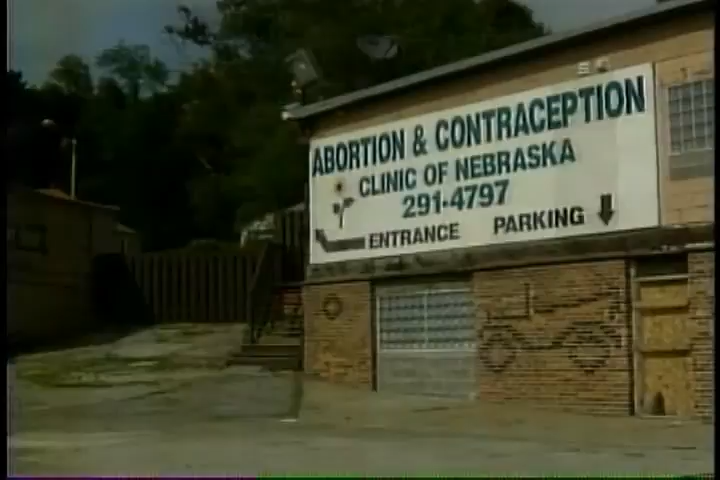 ABORTION & CONTRACEPTION
CLINIC OF NEBRASKA
291-4797
ENTRANCE PARKING